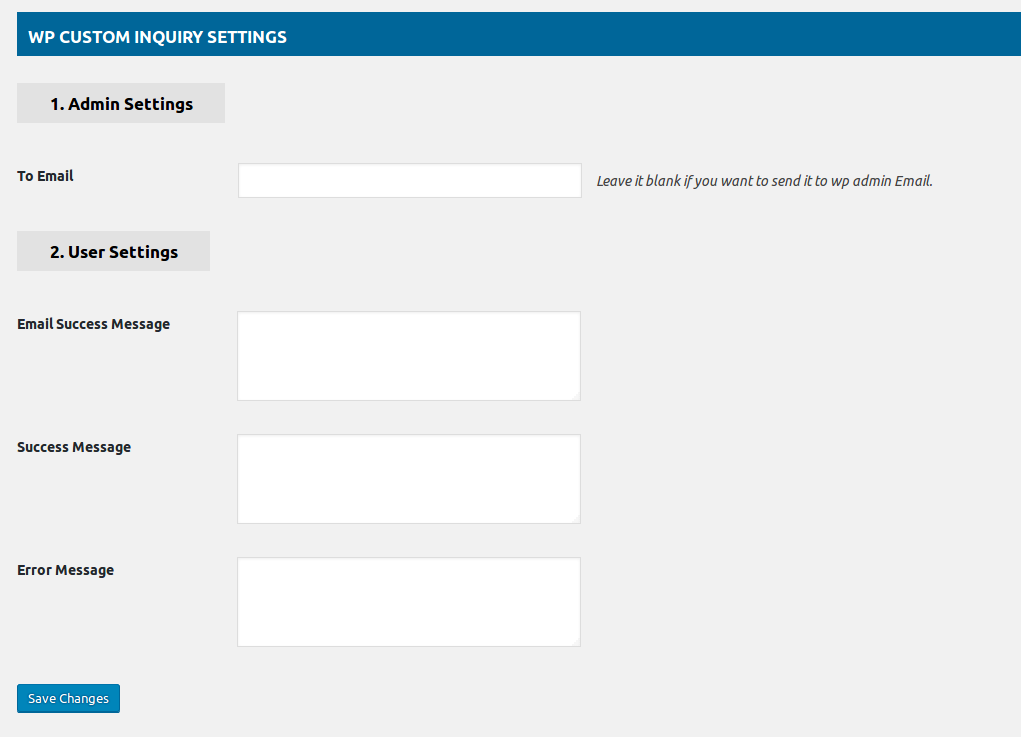 WP CUSTOM INQUIRY SETTINGS
1. Admin Settings
To Email
Leave it blank if you want to send it to wp admin Email.
2. User Settings
Email Success Message
Success Message
Error Message
Save Changes